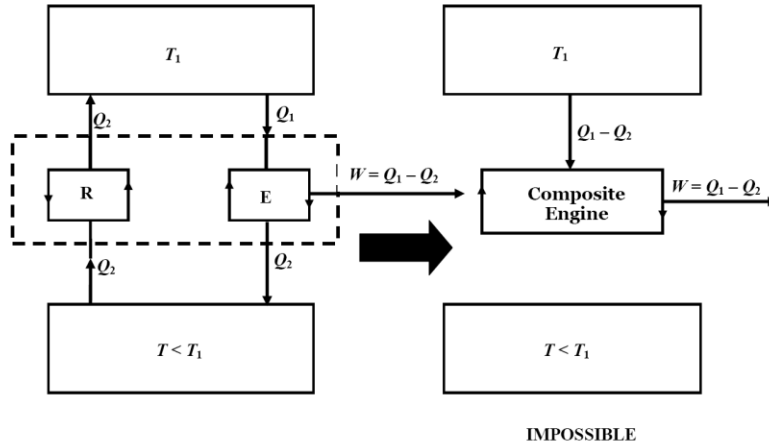 T₁
T₁
Q₂
Q₁
Q₁ – Q₂
R
E
W = Q₁ – Q₂
Composite
Engine
W = Q₁ – Q₂
Q₂
Q₂
T < T₁
T < T₁
IMPOSSIBLE